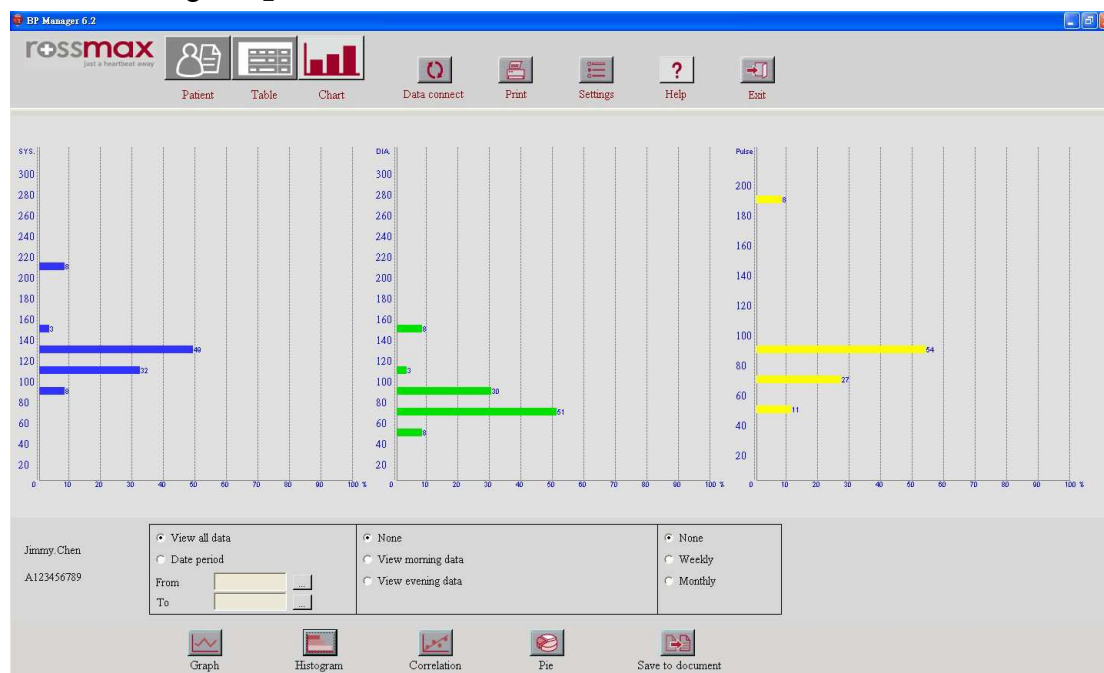 BP Manager 6.2
rossmax
just a heartbeat away
Patient Table Chart Data connect Print Settings Help Exit
SYS.
300
280
260
240
220
200
180
160
140
120
100
80
60
40
20
8
3
49
32
8
0 10 20 30 40 50 60 70 80 90 100 %
DIA.
300
280
260
240
220
200
180
160
140
120
100
80
60
40
20
8
3
30
51
8
0 10 20 30 40 50 60 70 80 90 100 %
Pulse
200
180
160
140
120
100
80
60
40
20
8
54
27
11
0 10 20 30 40 50 60 70 80 90 100 %
Jimmy.Chen
A123456789
View all data
Date period
From ...
To ...
None
View morning data
View evening data
None
Weekly
Monthly
Graph Histogram Correlation Pie Save to document